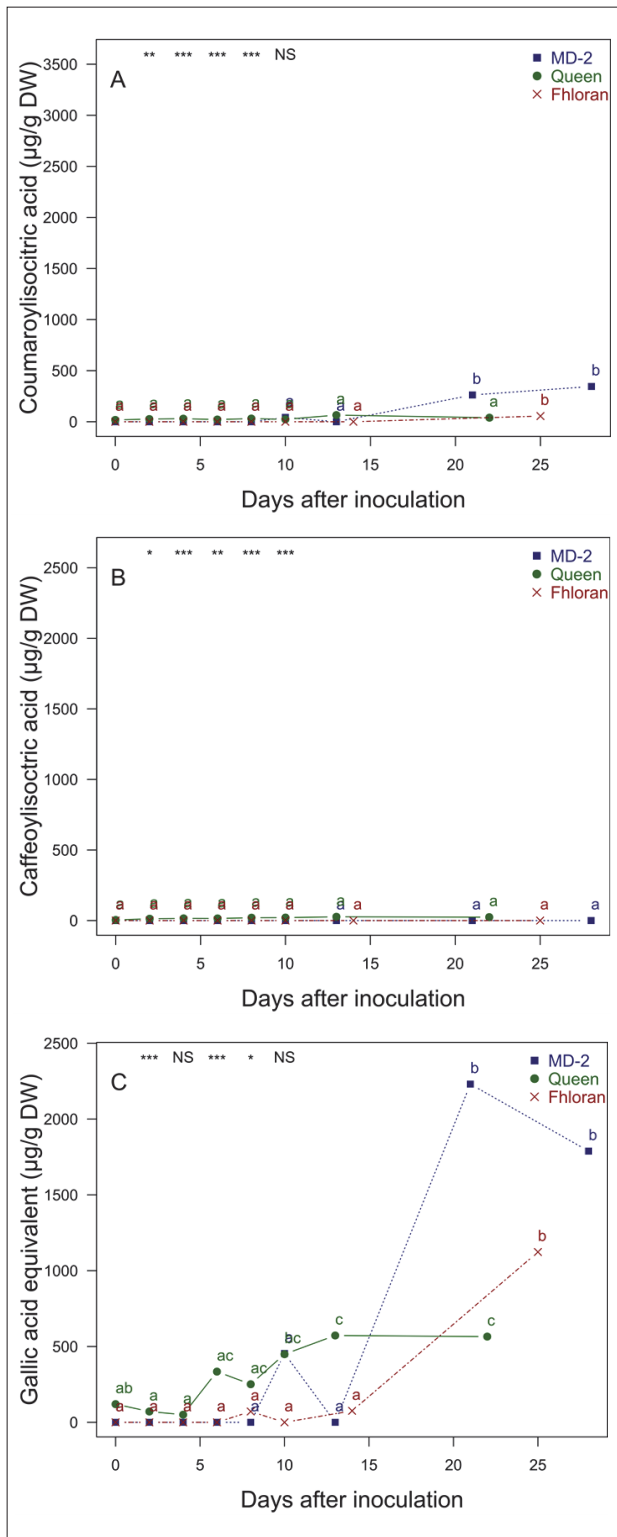 ** *** *** *** NS
A
MD-2
Queen
Fhloran
Coumaroylisocitric acid (µg/g DW)
3500
3000
2500
2000
1500
1000
500
0
a a a a a a a b a b b
a a a a a a a a
0 5 10 15 20 25
Days after inoculation
* *** ** *** ***
B
MD-2
Queen
Fhloran
Caffeoylisoctric acid (µg/g DW)
2500
2000
1500
1000
500
0
a a a a a a a a a a a a
a a a a a a a
0 5 10 15 20 25
Days after inoculation
*** NS *** * NS
C
MD-2
Queen
Fhloran
Gallic acid equivalent (µg/g DW)
2500
2000
1500
1000
500
0
b
b
b
c c
ac ac ac
ab a a
a a a a a a a a a
0 5 10 15 20 25
Days after inoculation